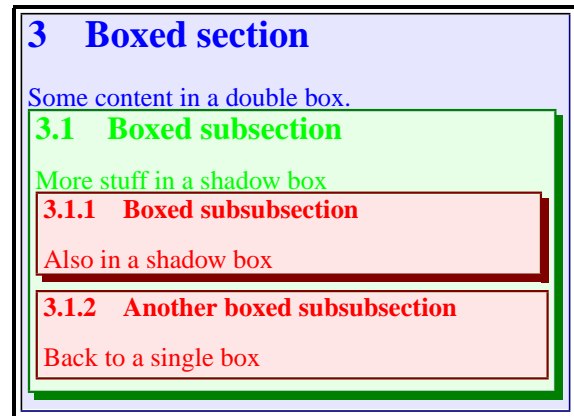 3 Boxed section
Some content in a double box.
3.1 Boxed subsection
More stuff in a shadow box
3.1.1 Boxed subsubsection
Also in a shadow box
3.1.2 Another boxed subsubsection
Back to a single box